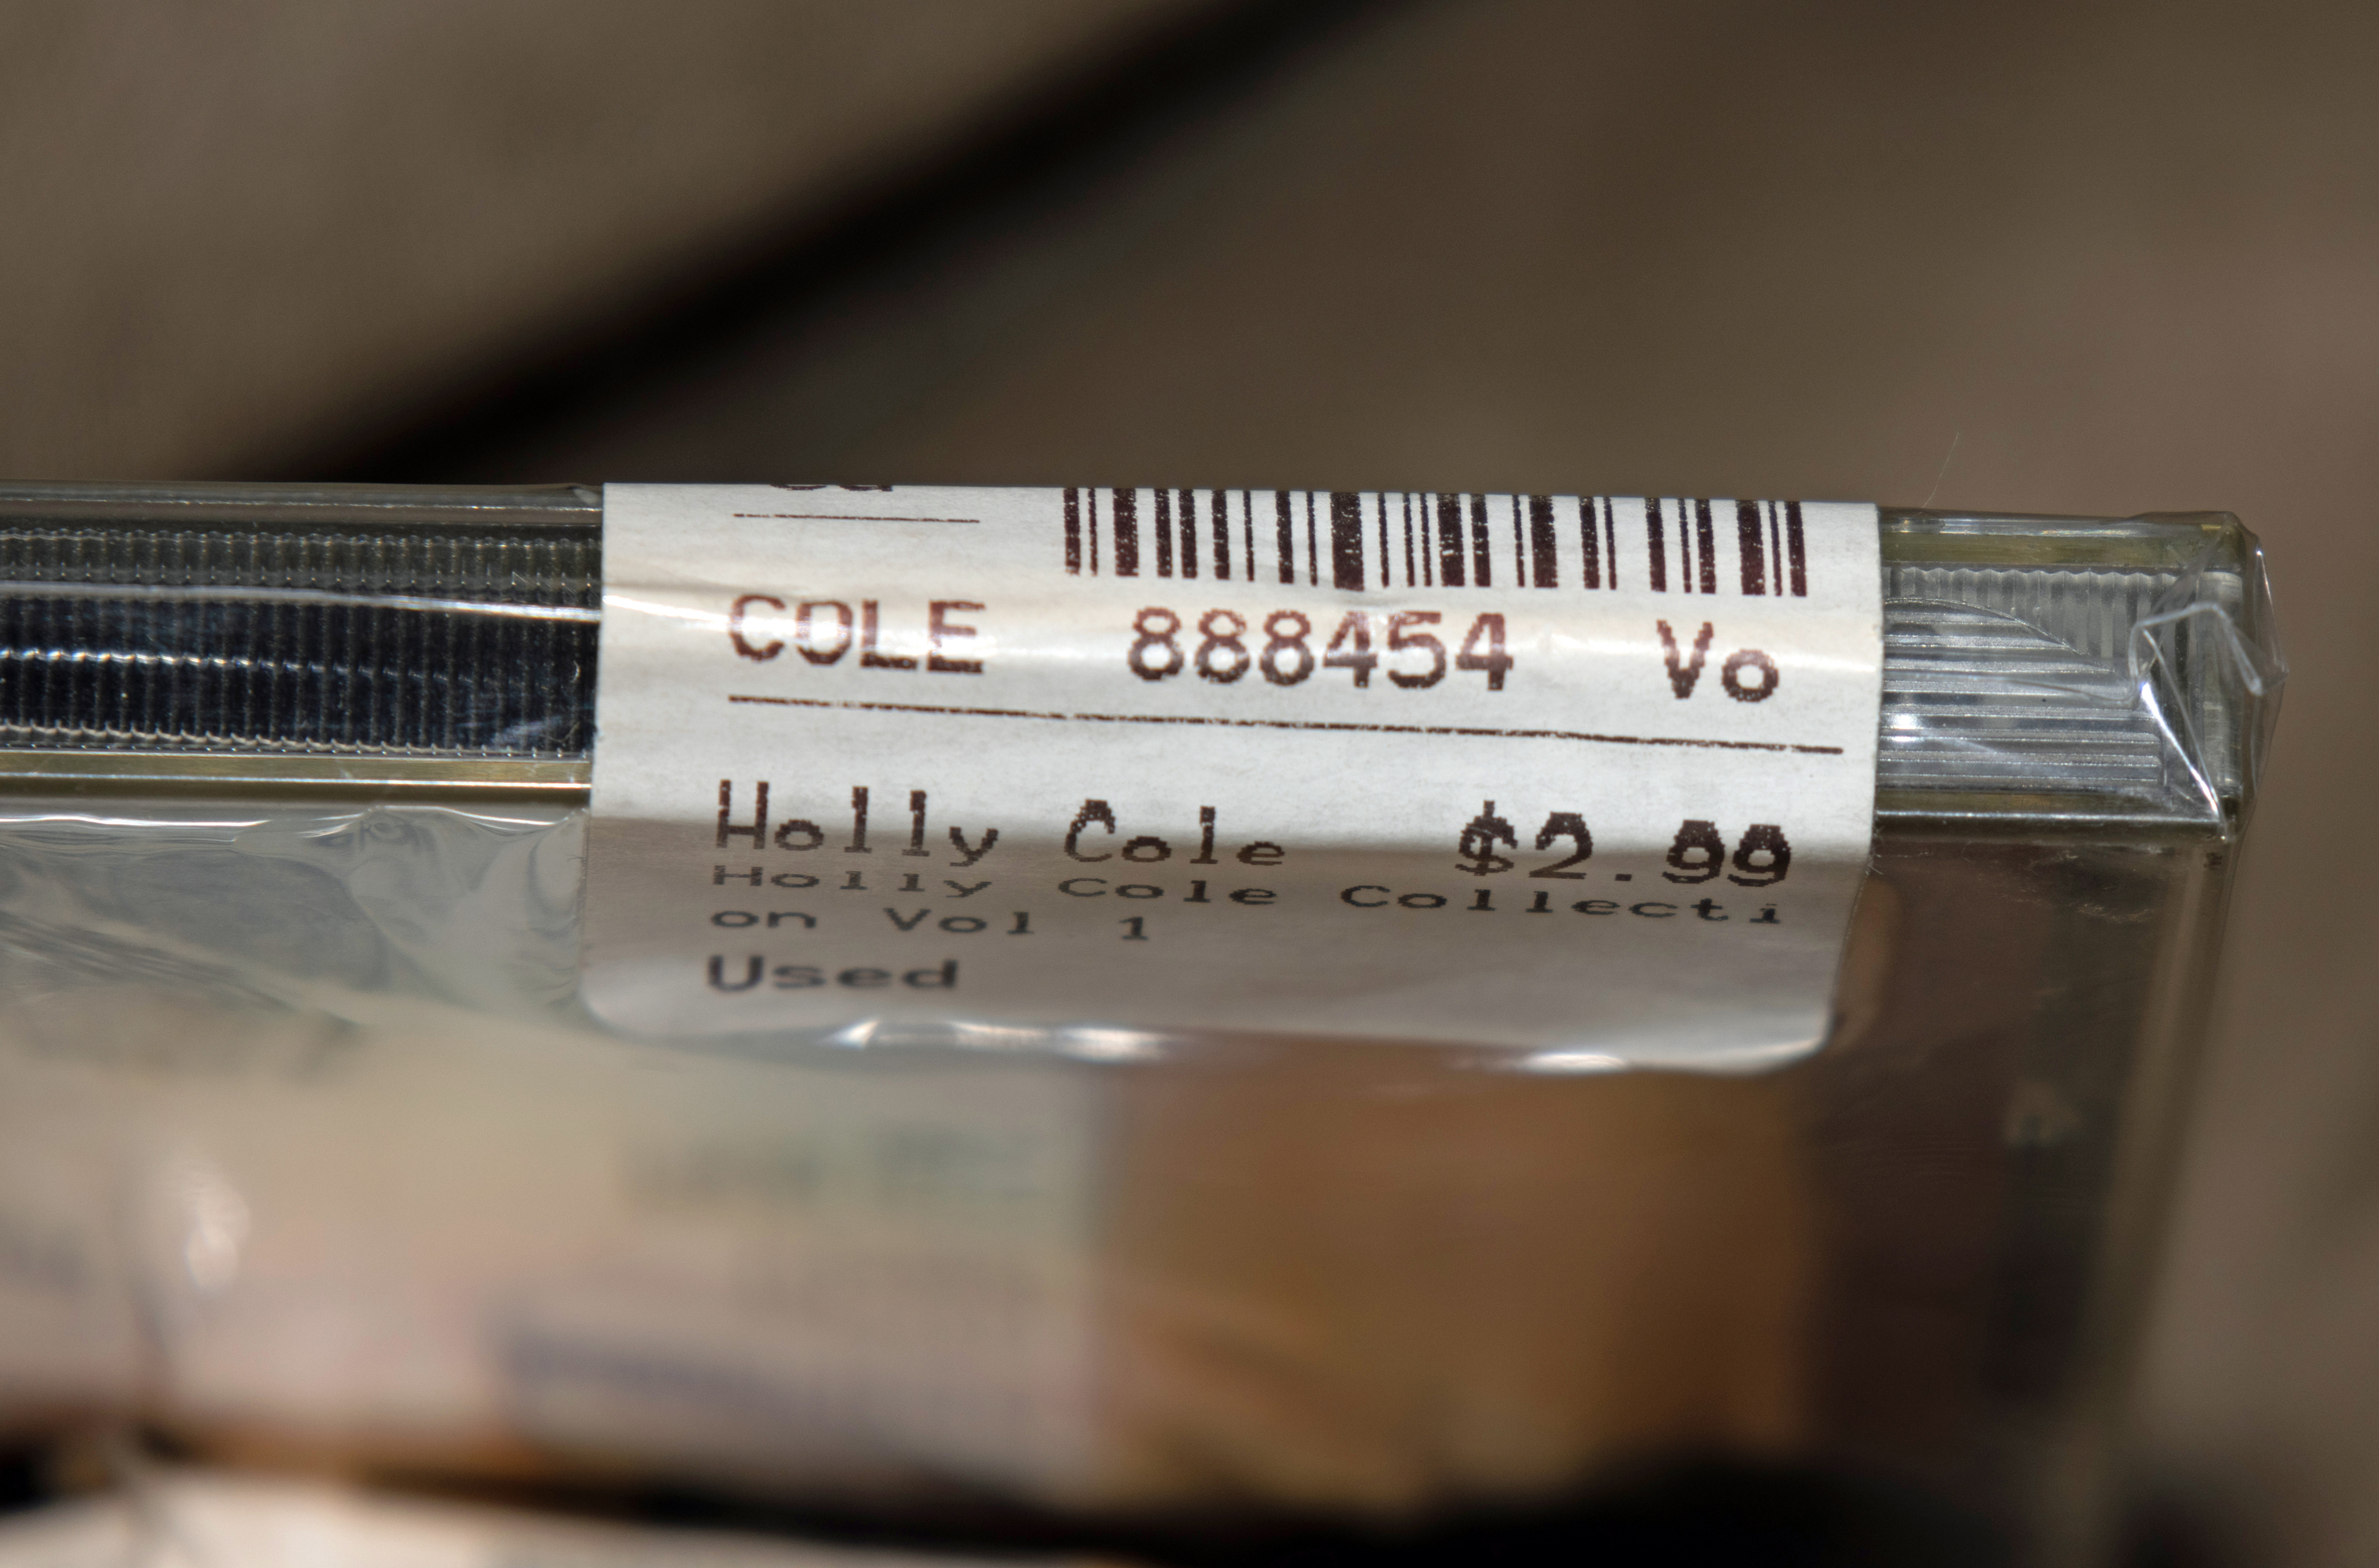 COLE 888454 Vo
Holly Cole $2.99
Holly Cole Collecti
on Vol 1
Used